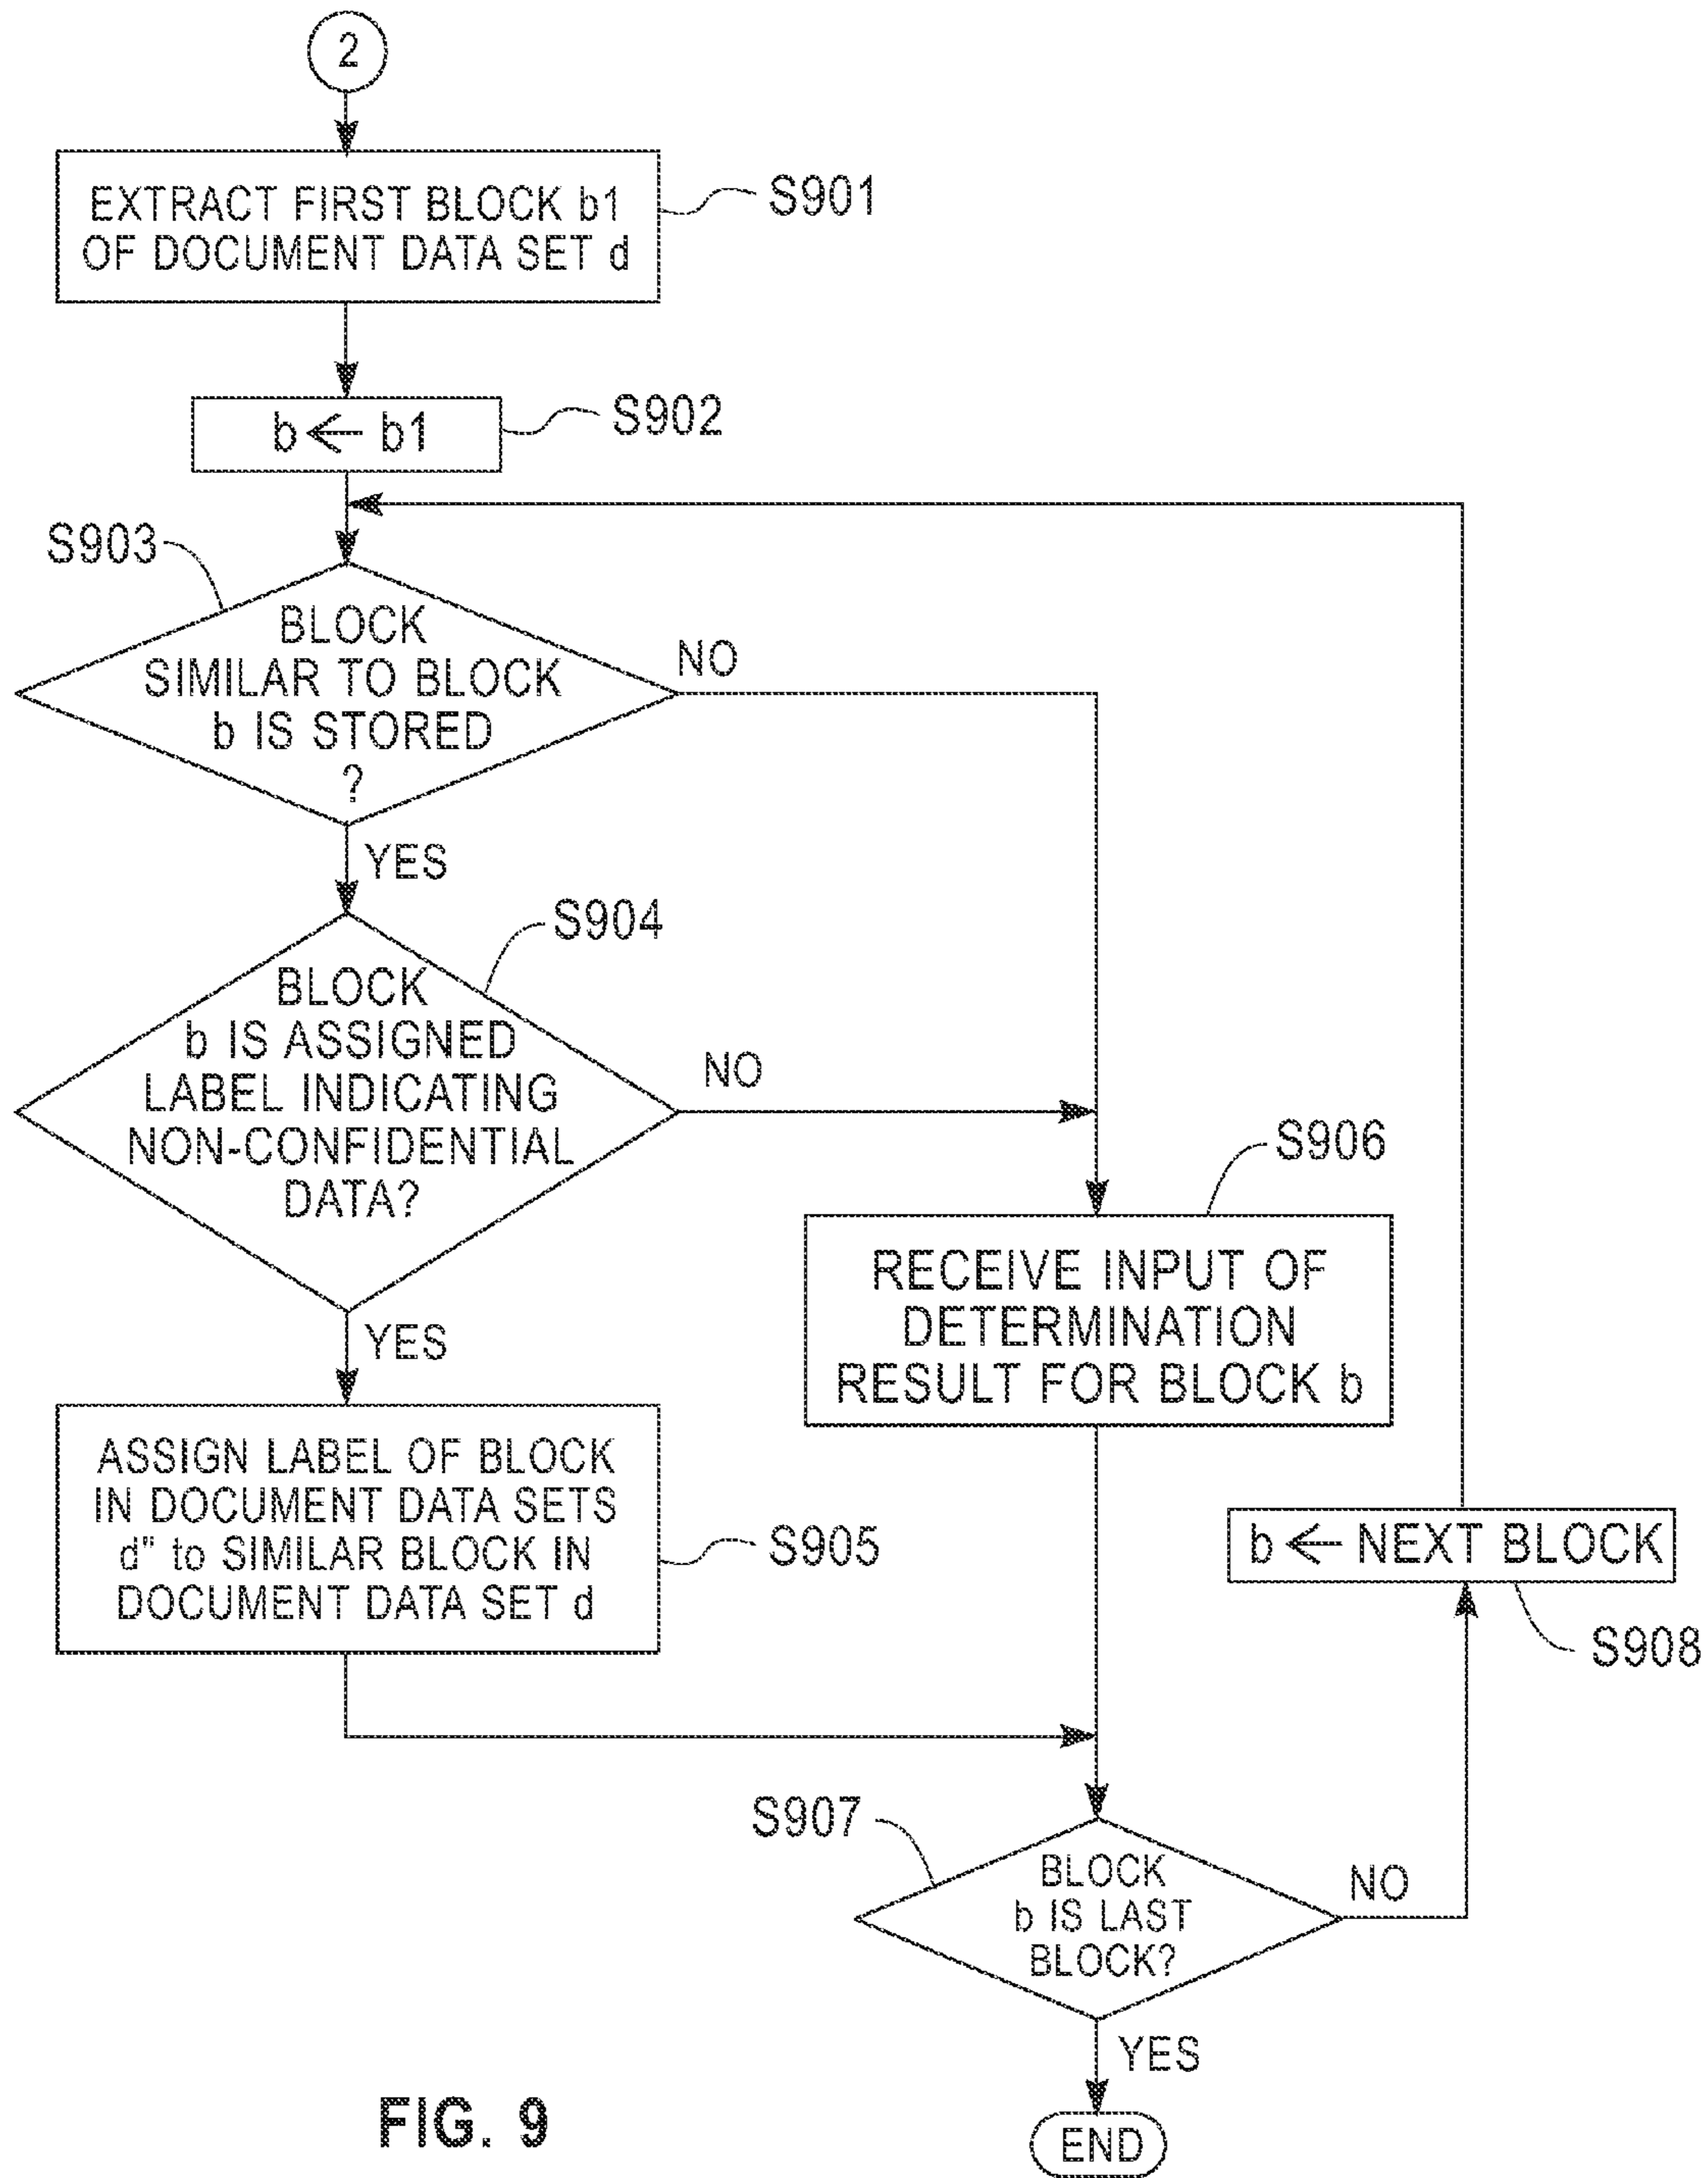 2
EXTRACT FIRST BLOCK b1
OF DOCUMENT DATA SET d
S901
b ← b1
S902
S903
BLOCK
SIMILAR TO BLOCK
b IS STORED
?
NO
YES
S904
BLOCK
b IS ASSIGNED
LABEL INDICATING
NON-CONFIDENTIAL
DATA?
NO
YES
S906
RECEIVE INPUT OF
DETERMINATION
RESULT FOR BLOCK b
ASSIGN LABEL OF BLOCK
IN DOCUMENT DATA SETS
d" to SIMILAR BLOCK IN
DOCUMENT DATA SET d
S905
b ← NEXT BLOCK
S908
S907
BLOCK
b IS LAST
BLOCK?
NO
YES
END
FIG. 9